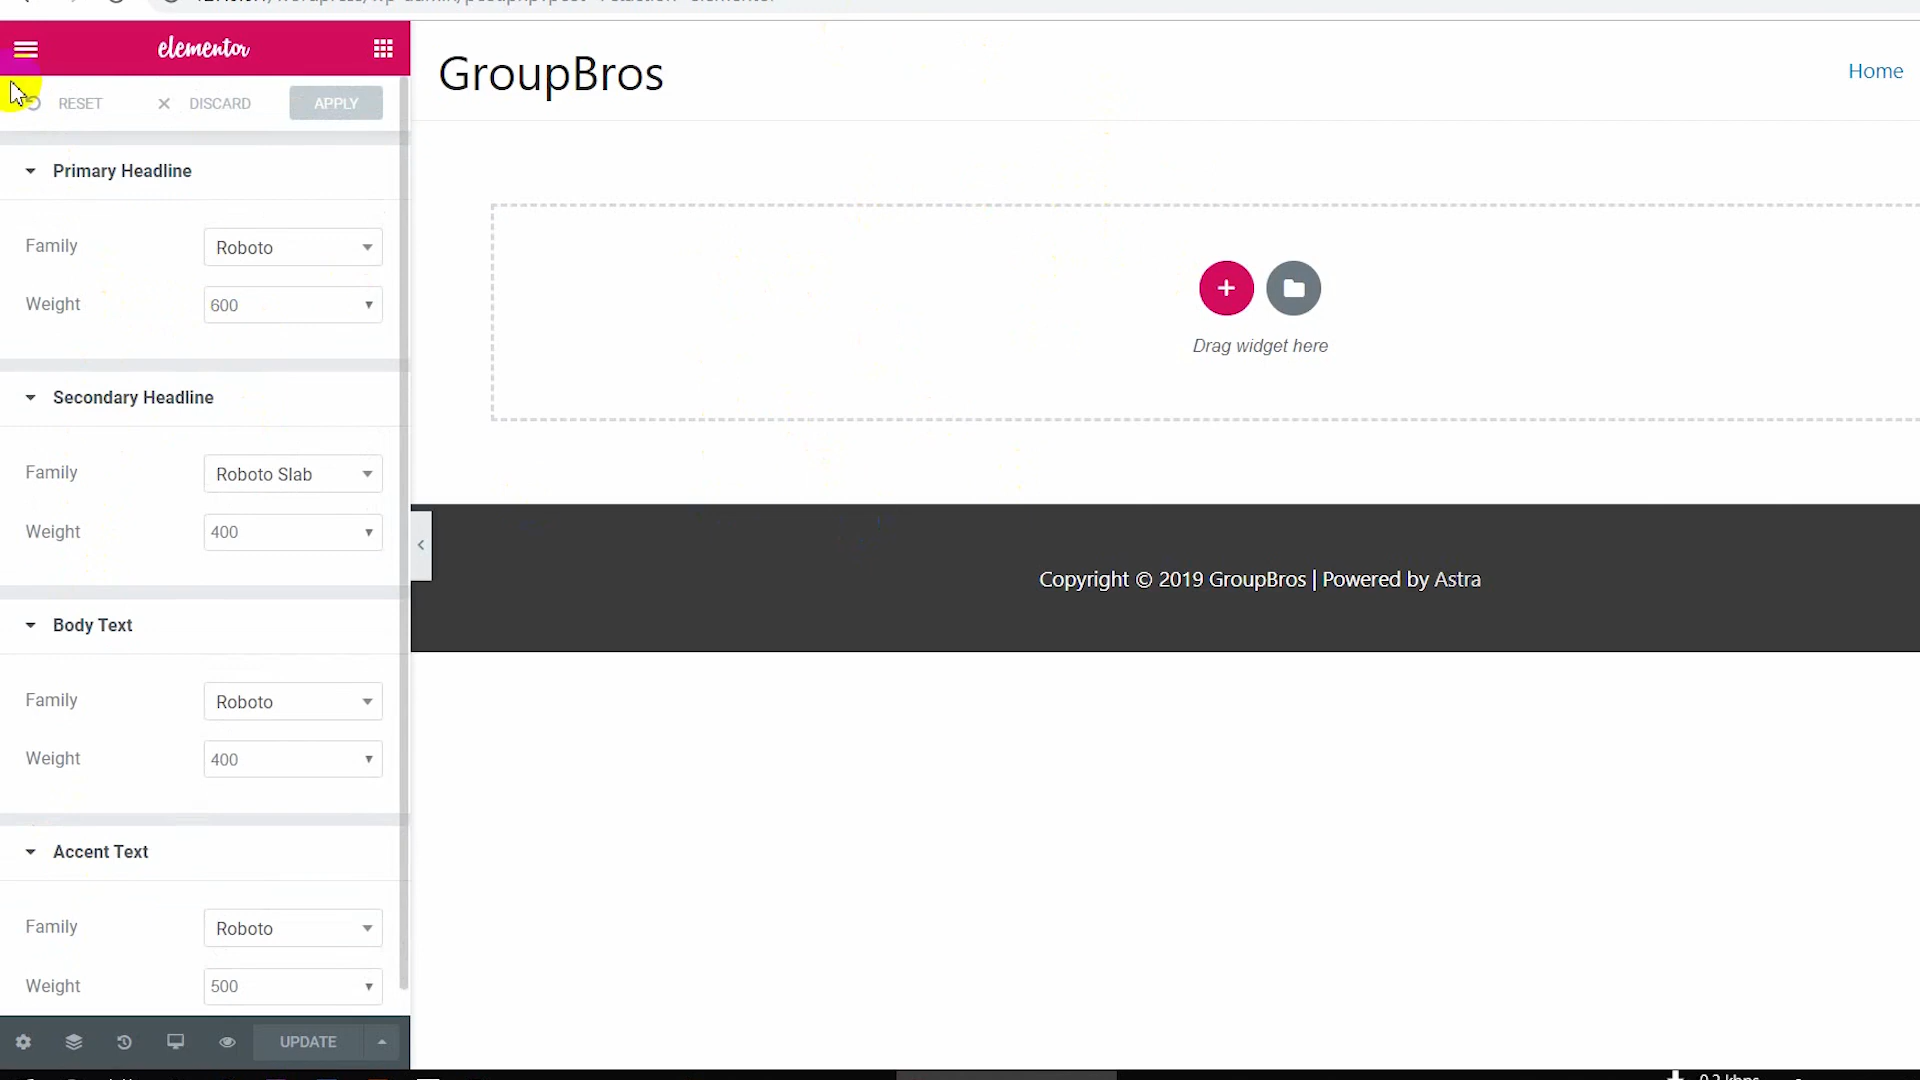 elementor
RESET
DISCARD
APPLY
Primary Headline
Family
Roboto
Weight
600
Secondary Headline
Family
Roboto Slab
Weight
400
Body Text
Family
Roboto
Weight
400
Accent Text
Family
Roboto
Weight
500
UPDATE
GroupBros
Home
Drag widget here
Copyright © 2019 GroupBros | Powered by Astra